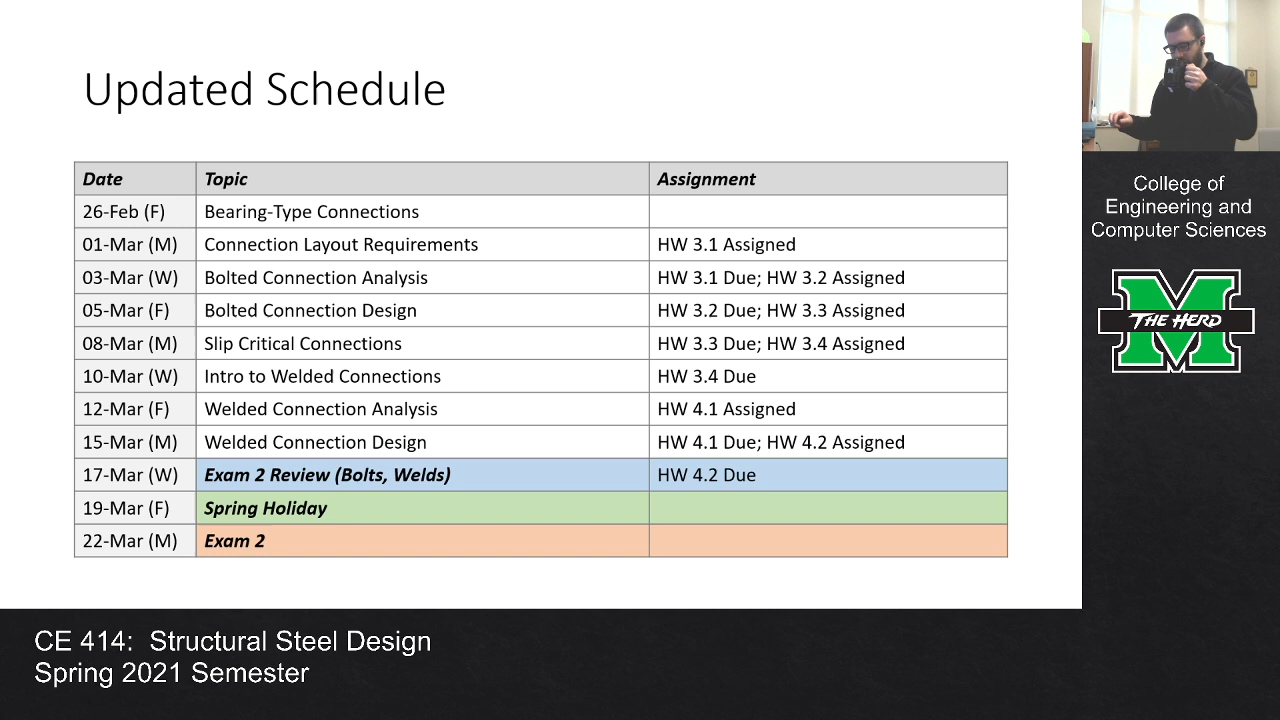 Updated Schedule
Date Topic Assignment
26-Feb (F) Bearing-Type Connections
01-Mar (M) Connection Layout Requirements HW 3.1 Assigned
03-Mar (W) Bolted Connection Analysis HW 3.1 Due; HW 3.2 Assigned
05-Mar (F) Bolted Connection Design HW 3.2 Due; HW 3.3 Assigned
08-Mar (M) Slip Critical Connections HW 3.3 Due; HW 3.4 Assigned
10-Mar (W) Intro to Welded Connections HW 3.4 Due
12-Mar (F) Welded Connection Analysis HW 4.1 Assigned
15-Mar (M) Welded Connection Design HW 4.1 Due; HW 4.2 Assigned
17-Mar (W) Exam 2 Review (Bolts, Welds) HW 4.2 Due
19-Mar (F) Spring Holiday
22-Mar (M) Exam 2
M
College of
Engineering and
Computer Sciences
M
THE HERD
CE 414: Structural Steel Design
Spring 2021 Semester